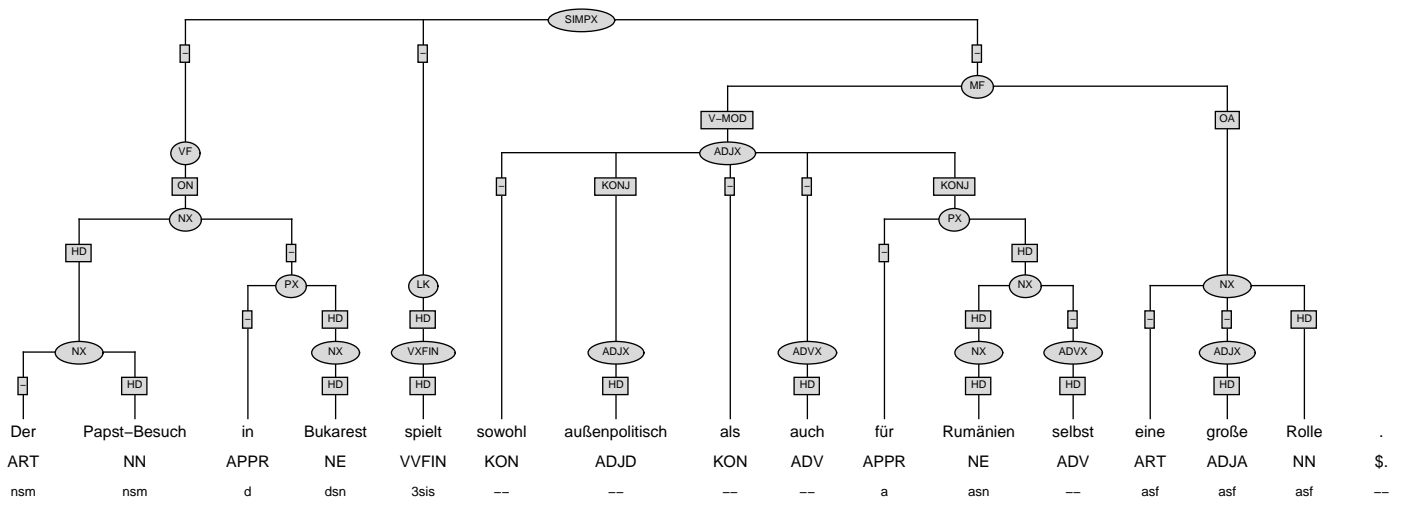 SIMPX
– – –
MF
V–MOD OA
VF ADJX
ON – KONJ – – KONJ
NX PX
HD – – HD
PX LK NX NX
– HD HD HD – – – HD
NX NX VXFIN ADJX ADVX NX ADVX ADJX
– HD HD HD HD HD HD HD HD
Der Papst–Besuch in Bukarest spielt sowohl außenpolitisch als auch für Rumänien selbst eine große Rolle .
ART NN APPR NE VVFIN KON ADJD KON ADV APPR NE ADV ART ADJA NN $.
nsm nsm d dsn 3sis –– –– –– –– a asn –– asf asf asf ––